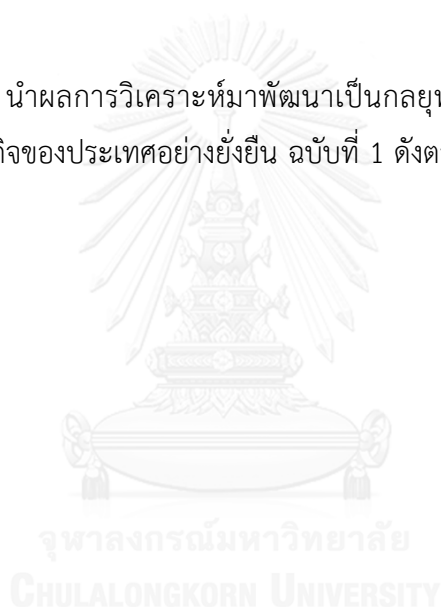 นำผลการวิเคราะห์มาพัฒนาเป็นกลยุ
กิจของประเทศอย่างยั่งยืน ฉบับที่ 1 ดังต
จุฬาลงกรณ์มหาวิทยาลัย
CHULALONGKORN UNIVERSITY